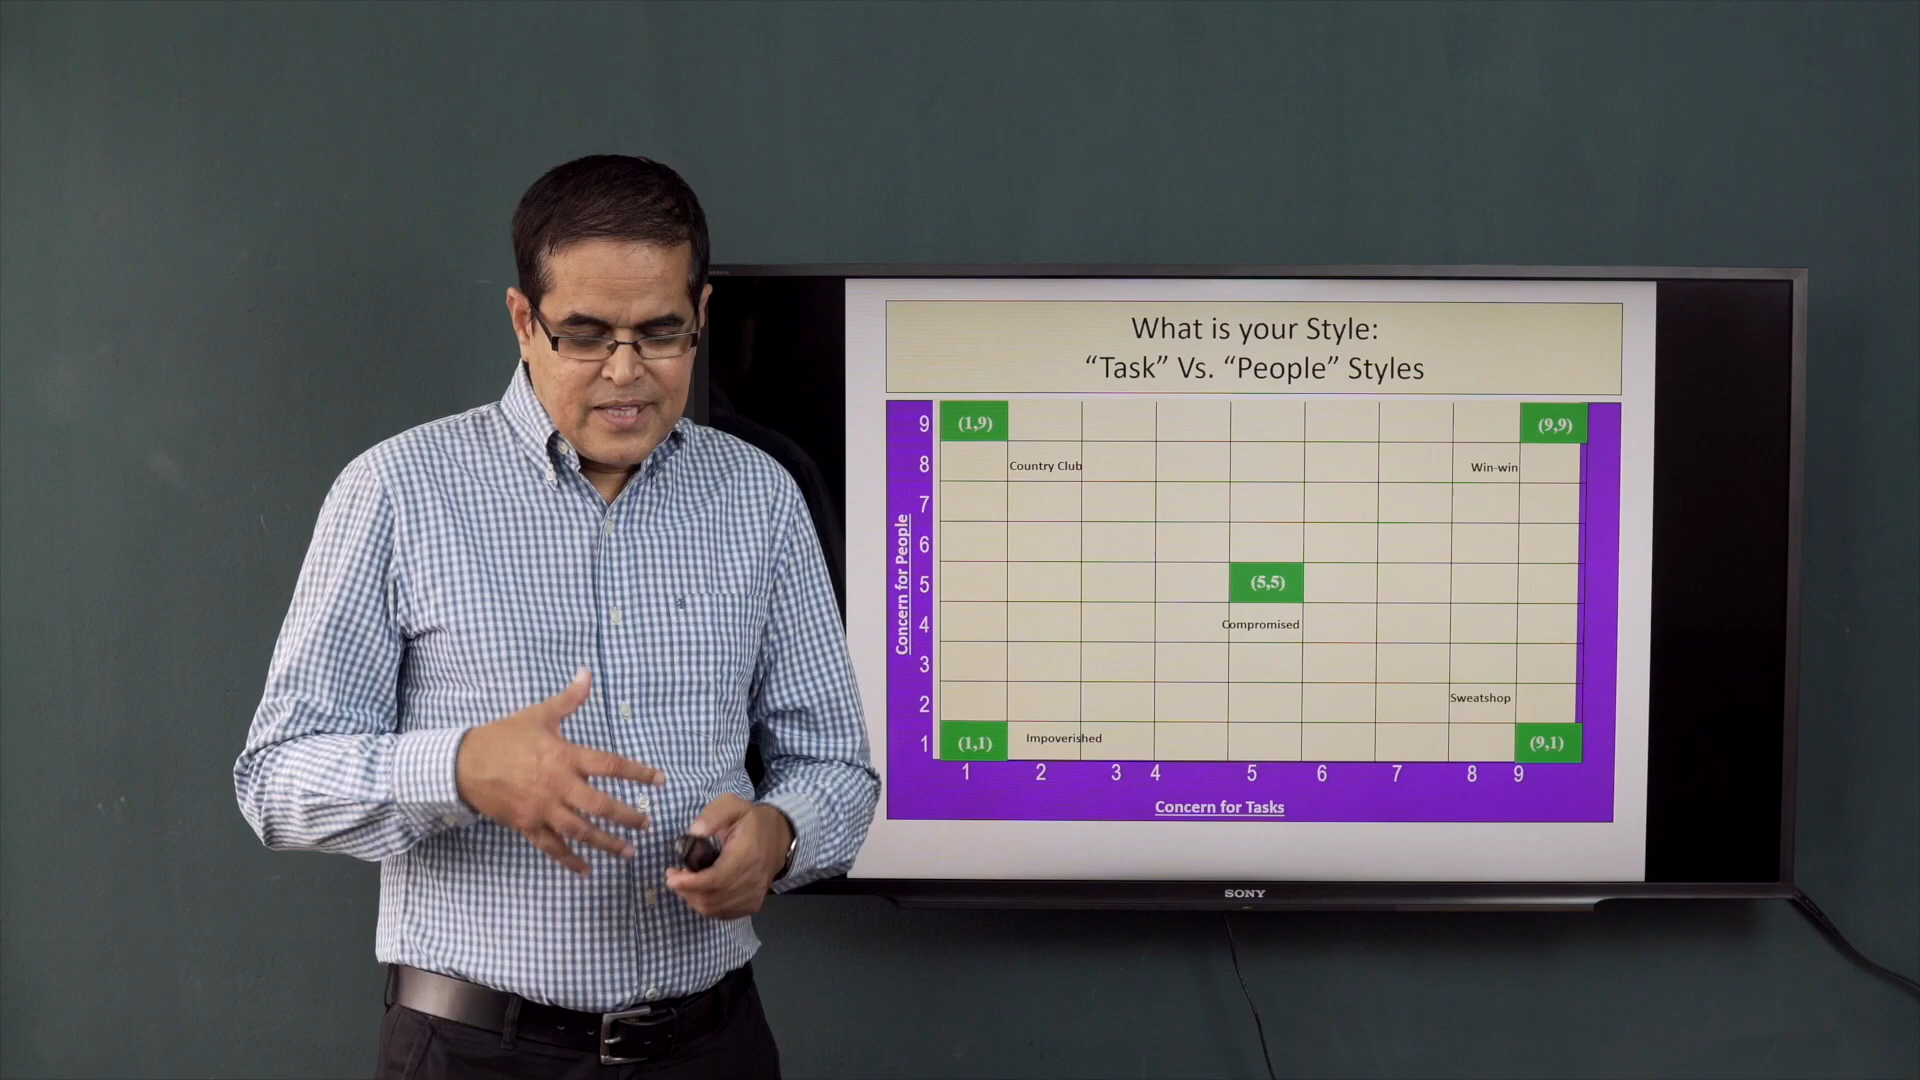 What is your Style:
“Task” Vs. “People” Styles
9
(1,9)
(9,9)
8
Country Club
Win-win
7
6
5
(5,5)
4
Compromised
3
2
Sweatshop
1
(1,1)
Impoverished
(9,1)
Concern for People
1 2 3 4 5 6 7 8 9
Concern for Tasks
SONY